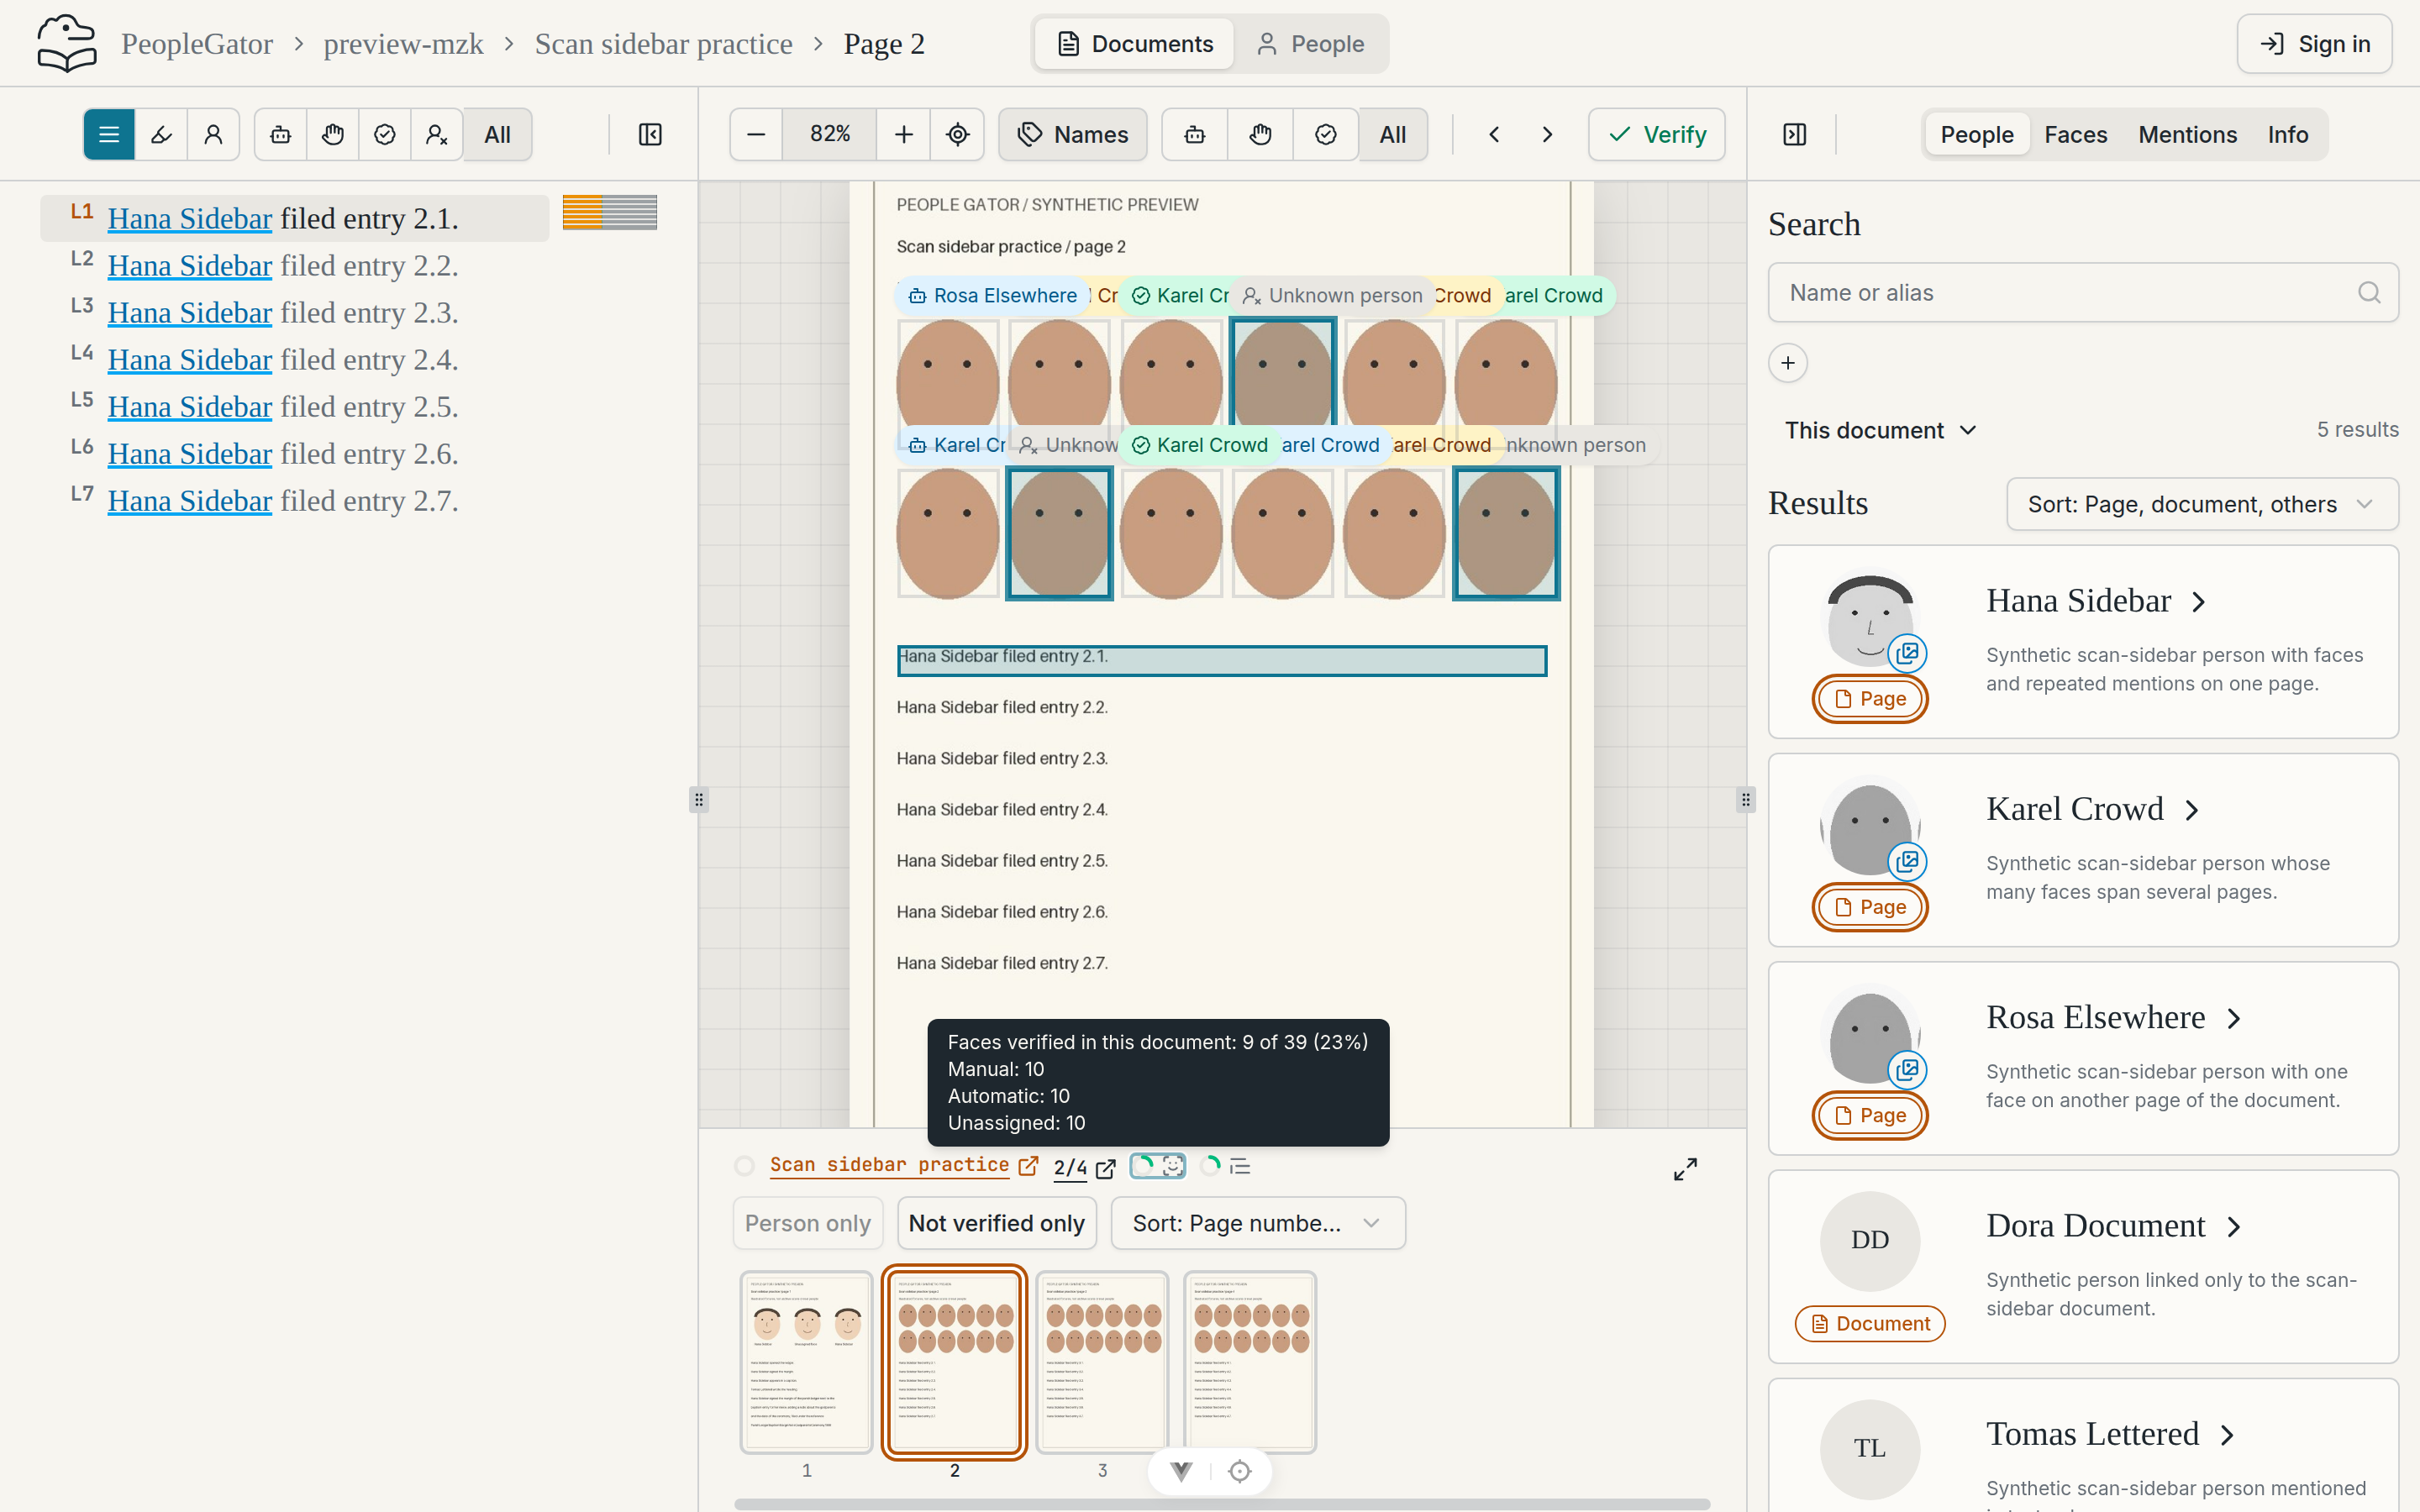 PeopleGator > preview-mzk > Scan sidebar practice > Page 2
Documents
People
Sign in
All
82%
Names
All
Verify
People
Faces
Mentions
Info
L1 Hana Sidebar filed entry 2.1.
L2 Hana Sidebar filed entry 2.2.
L3 Hana Sidebar filed entry 2.3.
L4 Hana Sidebar filed entry 2.4.
L5 Hana Sidebar filed entry 2.5.
L6 Hana Sidebar filed entry 2.6.
L7 Hana Sidebar filed entry 2.7.
PEOPLE GATOR / SYNTHETIC PREVIEW
Scan sidebar practice / page 2
Rosa Elsewhere Cr Karel Cr Unknown person Crowd arel Crowd
Karel Cr Unknow Karel Crowd arel Crowd arel Crowd nknown person
Hana Sidebar filed entry 2.1.
Hana Sidebar filed entry 2.2.
Hana Sidebar filed entry 2.3.
Hana Sidebar filed entry 2.4.
Hana Sidebar filed entry 2.5.
Hana Sidebar filed entry 2.6.
Hana Sidebar filed entry 2.7.
Faces verified in this document: 9 of 39 (23%)
Manual: 10
Automatic: 10
Unassigned: 10
Scan sidebar practice 2/4
Person only
Not verified only
Sort: Page numbe...
1
2
3
Search
Name or alias
This document
5 results
Results
Sort: Page, document, others
Hana Sidebar
Synthetic scan-sidebar person with faces
and repeated mentions on one page.
Page
Karel Crowd
Synthetic scan-sidebar person whose
many faces span several pages.
Page
Rosa Elsewhere
Synthetic scan-sidebar person with one
face on another page of the document.
Page
DD
Dora Document
Synthetic person linked only to the scan-
sidebar document.
Document
TL
Tomas Lettered
Synthetic scan-sidebar person mentioned